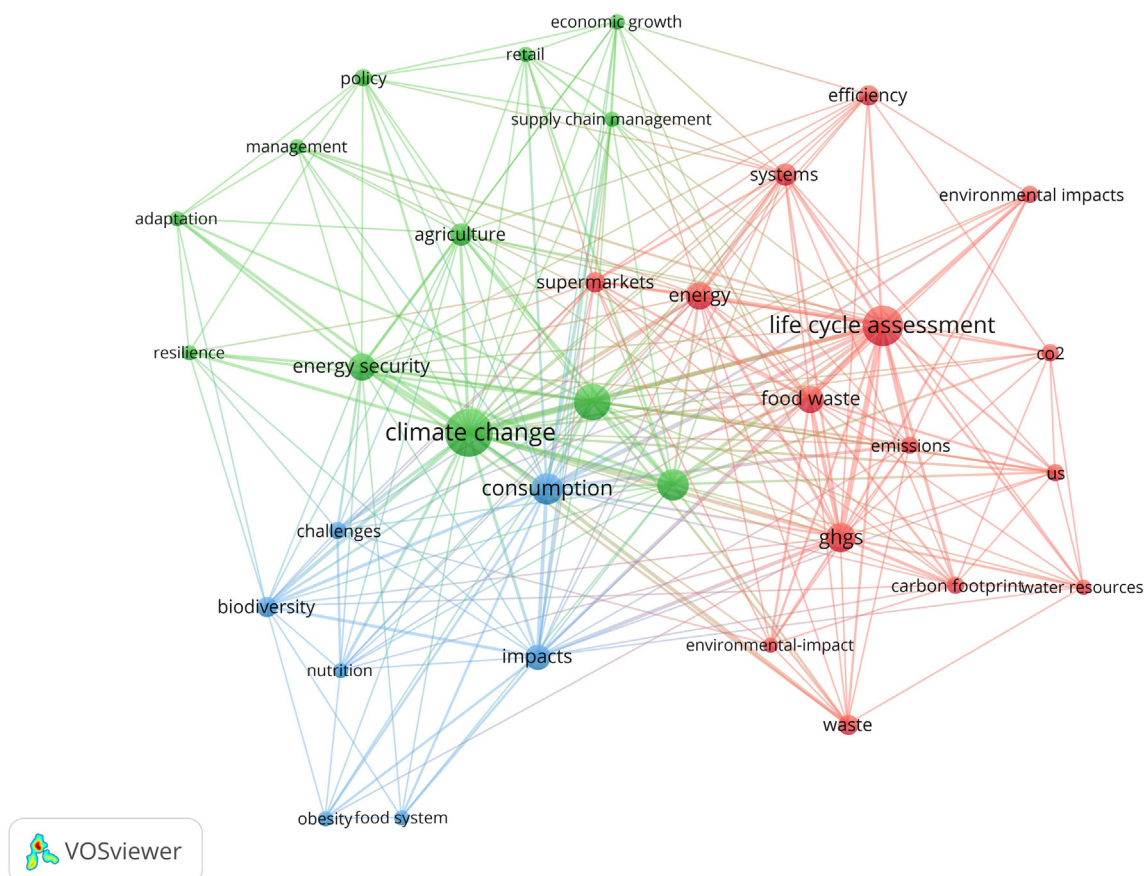 economic growth
retail
policy
efficiency
supply chain management
management
systems
environmental impacts
adaptation
agriculture
supermarkets
energy
life cycle assessment
resilience
co2
energy security
food waste
climate change
emissions
us
consumption
challenges
ghgs
carbon footprint
water resources
biodiversity
environmental-impact
impacts
nutrition
waste
obesity
food system
VOSviewer